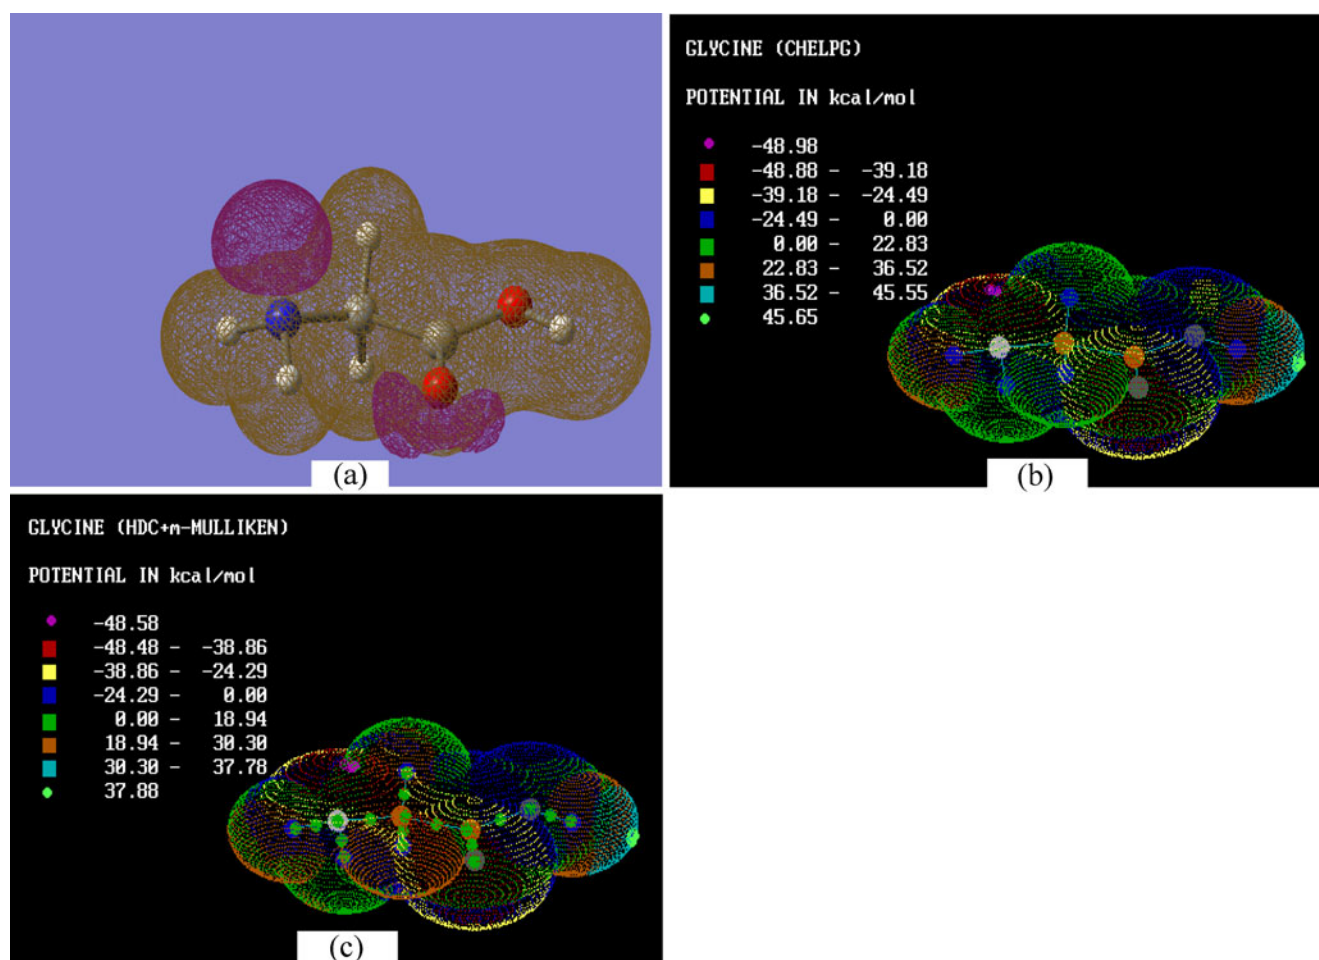 (a)
GLYCINE (CHELPG)
POTENTIAL IN kcal/mol
-48.98
-48.88 - -39.18
-39.18 - -24.49
-24.49 - 0.00
0.00 - 22.83
22.83 - 36.52
36.52 - 45.55
45.65
(b)
GLYCINE (HDC+m-MULLIKEN)
POTENTIAL IN kcal/mol
-48.58
-48.48 - -38.86
-38.86 - -24.29
-24.29 - 0.00
0.00 - 18.94
18.94 - 30.30
30.30 - 37.78
37.88
(c)